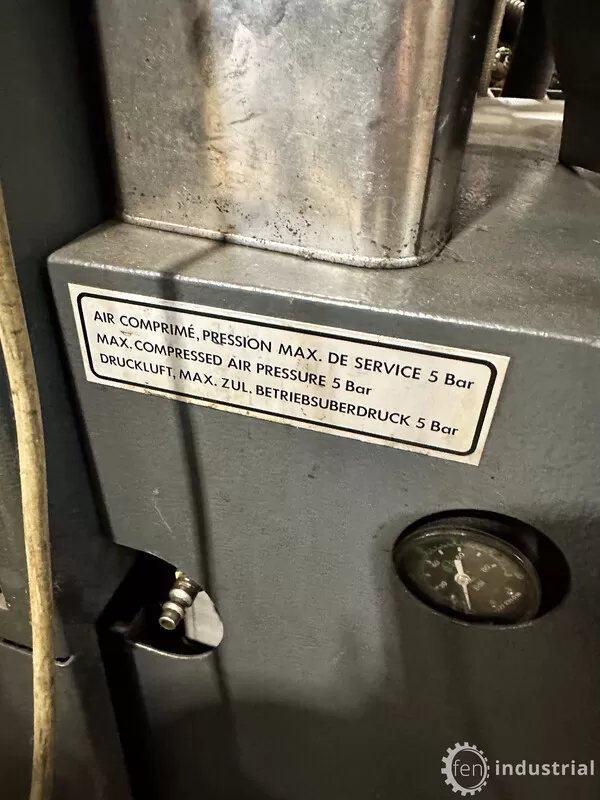 AIR COMPRIMÉ, PRESSION MAX. DE SERVICE 5 Bar
MAX. COMPRESSED AIR PRESSURE 5 Bar
DRUCKLUFT, MAX. ZUL. BETRIEBSUBERDRUCK 5 Bar
fen industrial